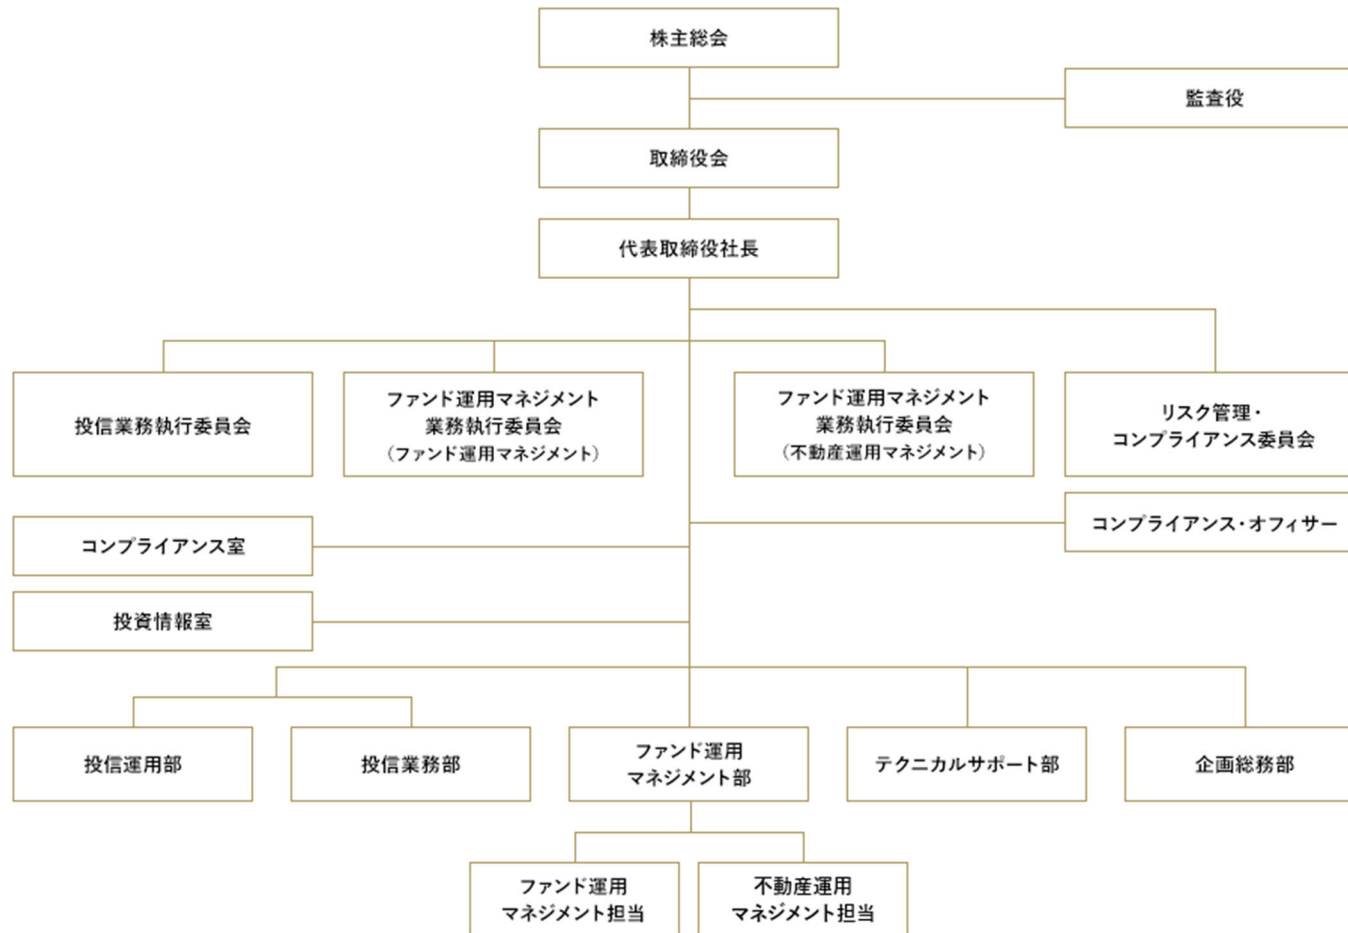 株主総会
監査役
取締役会
代表取締役社長
投信業務執行委員会
ファンド運用マネジメント
業務執行委員会
（ファンド運用マネジメント）
ファンド運用マネジメント
業務執行委員会
（不動産運用マネジメント）
リスク管理・
コンプライアンス委員会
コンプライアンス・オフィサー
コンプライアンス室
投資情報室
投信運用部
投信業務部
ファンド運用
マネジメント部
テクニカルサポート部
企画総務部
ファンド運用
マネジメント担当
不動産運用
マネジメント担当